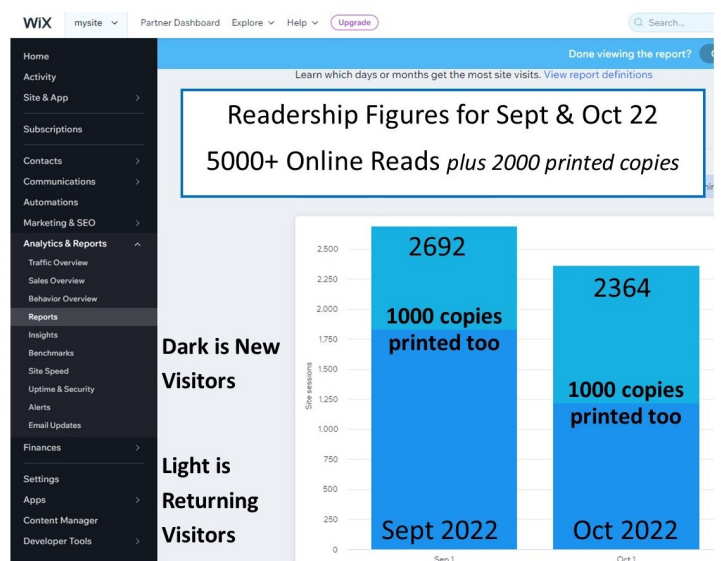 WiX mysite Partner Dashboard Explore Help Upgrade Search...
Done viewing the report?
Learn which days or months get the most site visits. View report definitions
Readership Figures for Sept & Oct 22
5000+ Online Reads plus 2000 printed copies
Home
Activity
Site & App
Subscriptions
Contacts
Communications
Automations
Marketing & SEO
Analytics & Reports
Traffic Overview
Sales Overview
Behavior Overview
Reports
Insights
Benchmarks
Site Speed
Uptime & Security
Alerts
Email Updates
Finances
Settings
Apps
Content Manager
Developer Tools
Dark is New
Visitors
Light is
Returning
Visitors
Site sessions
2,500
2,250
2,000
1,750
1,500
1,250
1,000
750
500
250
0
2692
1000 copies
printed too
Sept 2022
Sep 1
2364
1000 copies
printed too
Oct 2022
Oct 1